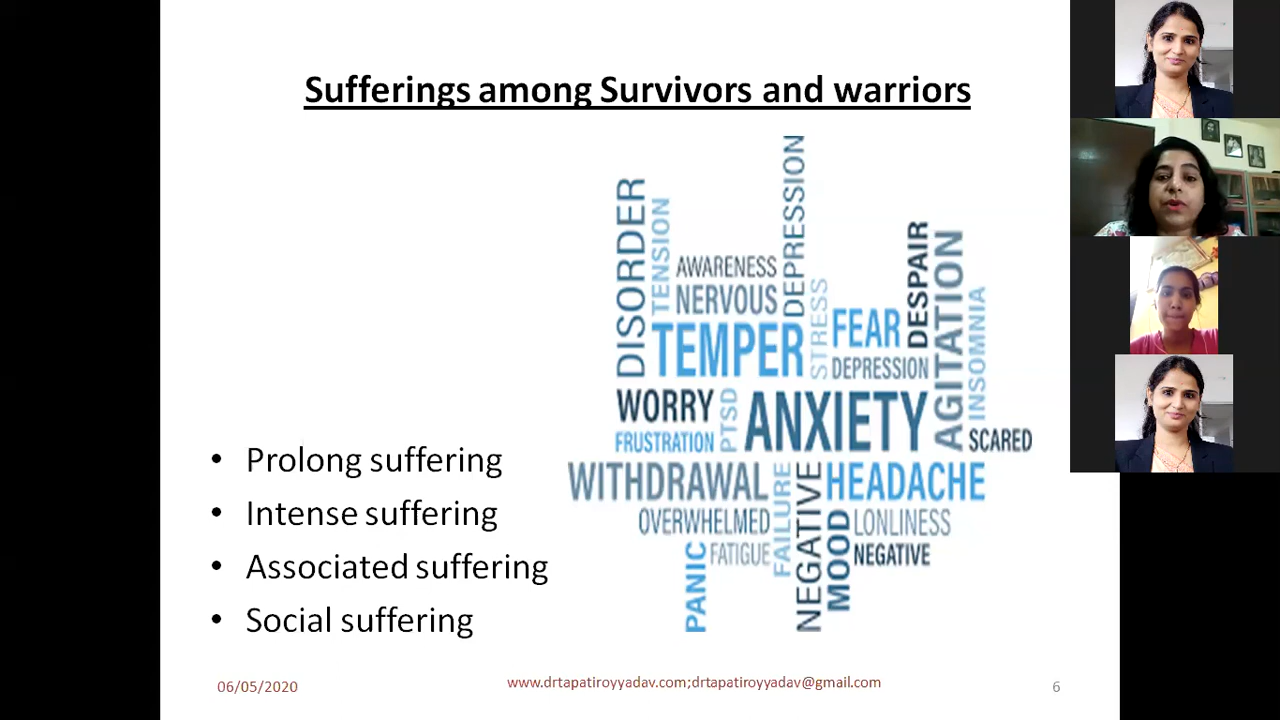 Sufferings among Survivors and warriors
DISORDER
TENSION
AWARENESS
NERVOUS
DEPRESSION
TEMPER
STRESS
FEAR
DEPRESSION
DESPAIR
AGITATION
INSOMNIA
WORRY
PTSD
ANXIETY
FRUSTRATION
SCARED
WITHDRAWAL
FAILURE
NEGATIVE
HEADACHE
OVERWHELMED
MOOD
LONLINESS
FATIGUE
NEGATIVE
PANIC
• Prolong suffering
• Intense suffering
• Associated suffering
• Social suffering
06/05/2020
www.drtapatiroyyadav.com;drtapatiroyyadav@gmail.com
6